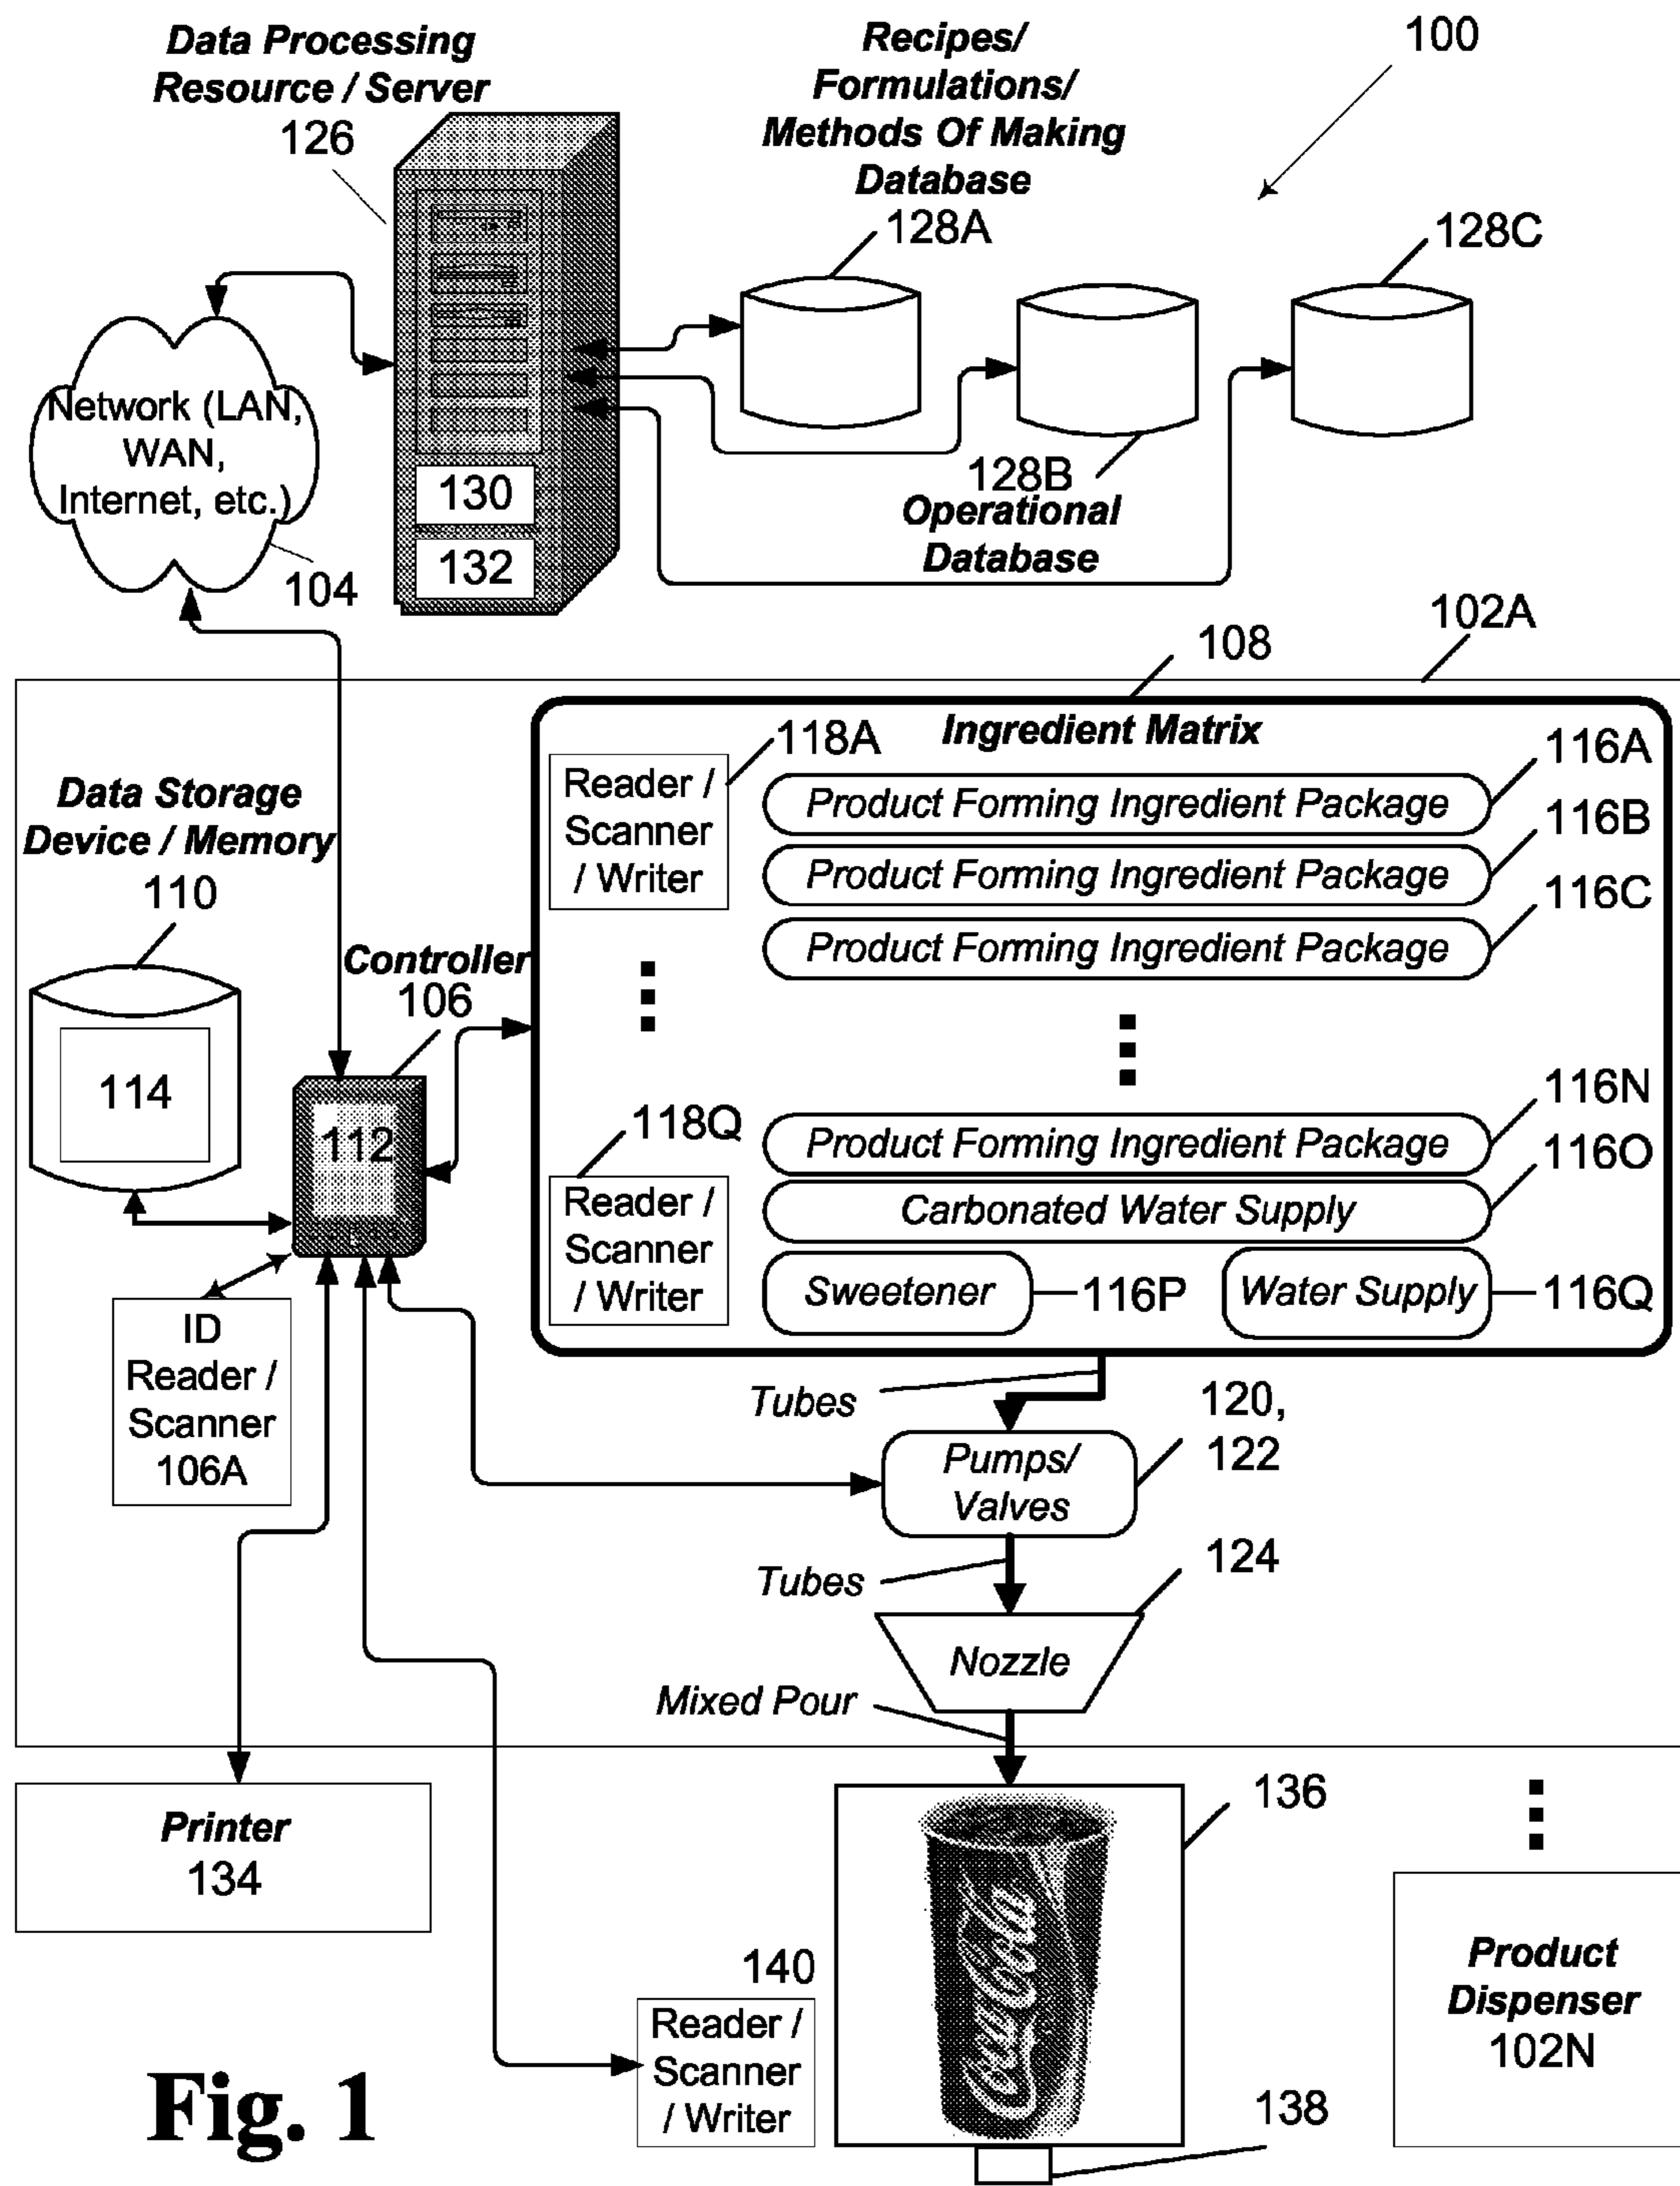 Data Processing
Resource / Server
126
Recipes/
Formulations/
Methods Of Making
Database
128A
100
128C
Network (LAN,
WAN,
Internet, etc.)
104
130
132
128B
Operational
Database
102A
108
Ingredient Matrix
118A
Reader /
Scanner
/ Writer
Product Forming Ingredient Package
116A
Product Forming Ingredient Package
116B
Product Forming Ingredient Package
116C
Data Storage
Device / Memory
110
114
Controller
106
112
118Q
Reader /
Scanner
/ Writer
Product Forming Ingredient Package
116N
Carbonated Water Supply
116O
Sweetener
116P
Water Supply
116Q
ID
Reader /
Scanner
106A
Tubes
Pumps/
Valves
120,
122
Tubes
124
Nozzle
Mixed Pour
Printer
134
136
Coca-Cola
140
Reader /
Scanner
/ Writer
138
Product
Dispenser
102N
Fig. 1